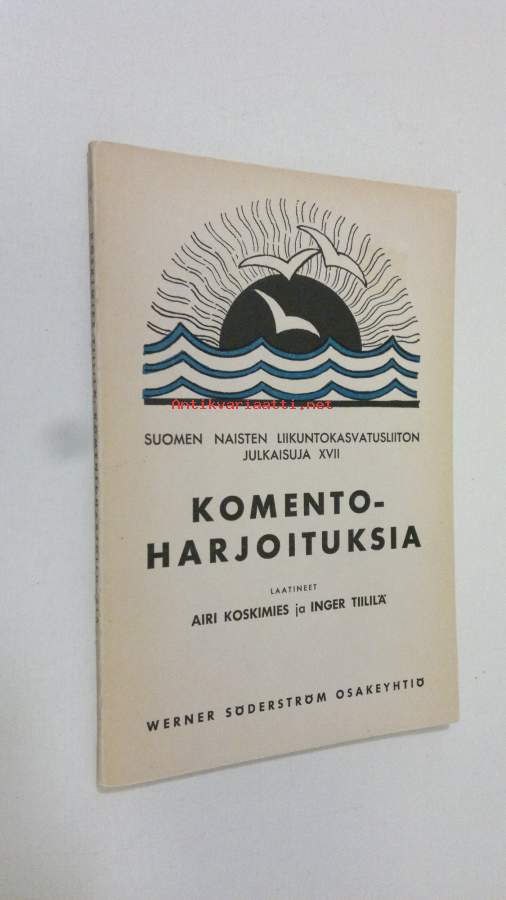 Antikvariaatti.net
SUOMEN NAISTEN LIIKUNTOKASVATUSLIITON
JULKAISUJA XVII
KOMENTO-
HARJOITUKSIA
LAATINEET
AIRI KOSKIMIES ja INGER TIILILÄ
WERNER SÖDERSTRÖM OSAKEYHTIÖ